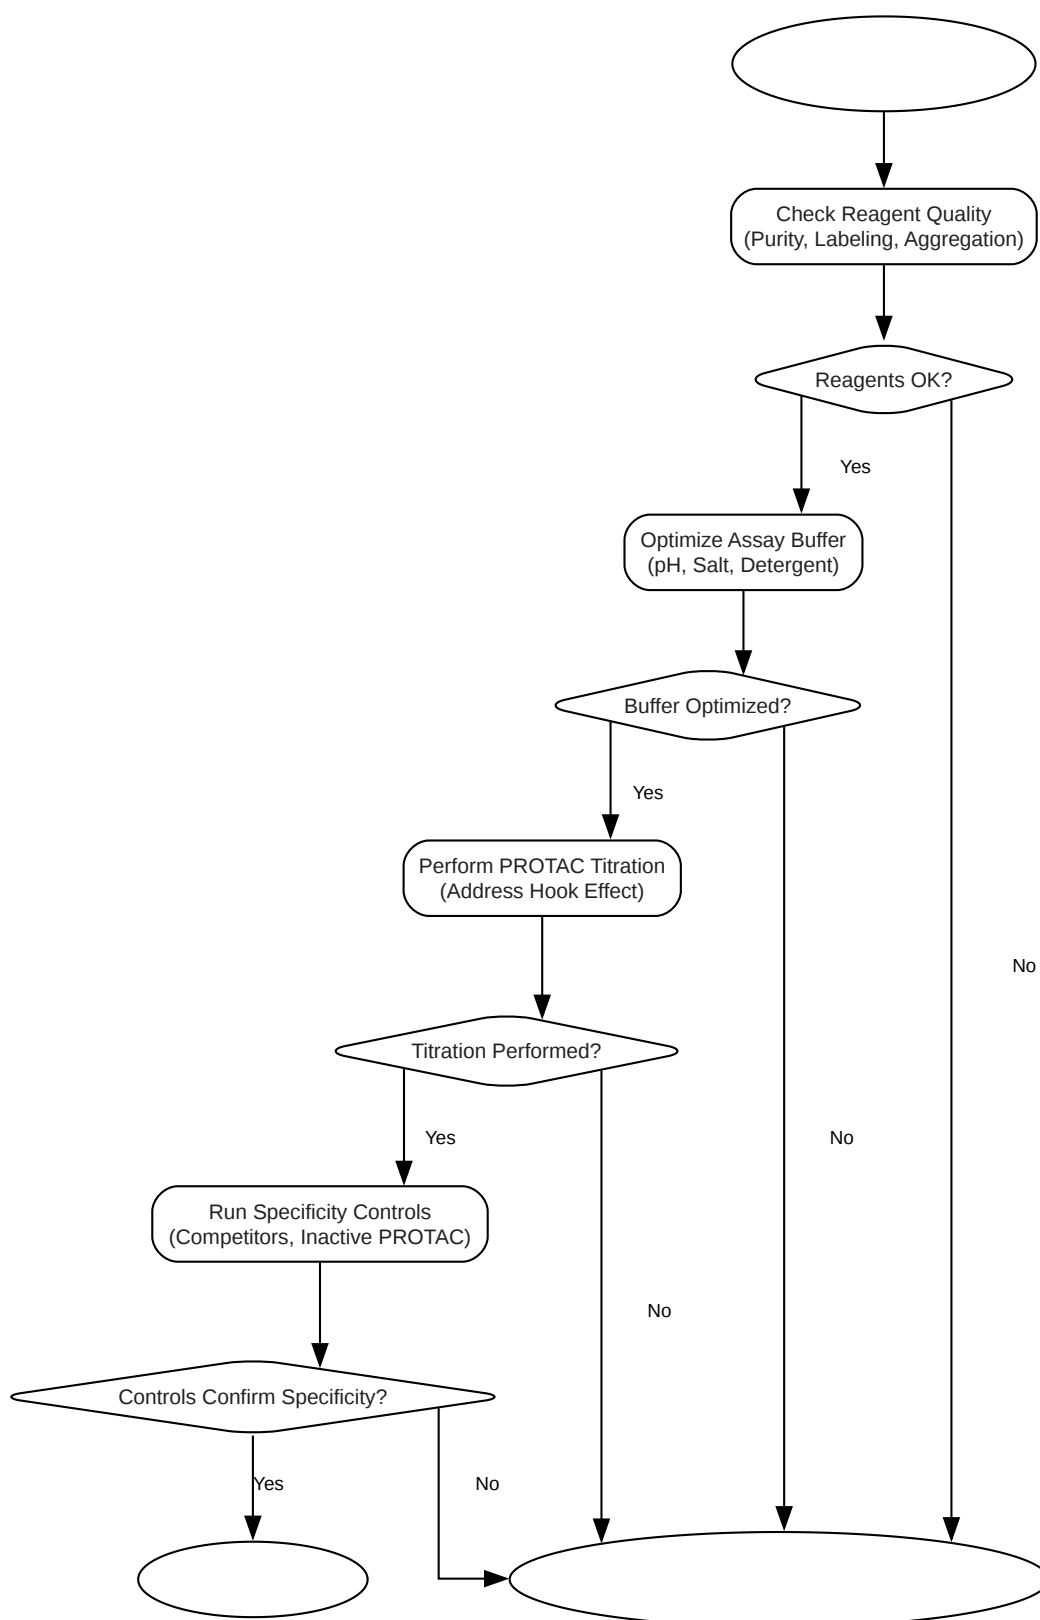 Check Reagent Quality
(Purity, Labeling, Aggregation)
Reagents OK?
Yes
Optimize Assay Buffer
(pH, Salt, Detergent)
Buffer Optimized?
Yes
Perform PROTAC Titration
(Address Hook Effect)
No
Titration Performed?
Yes
No
Run Specificity Controls
(Competitors, Inactive PROTAC)
No
Controls Confirm Specificity?
Yes
No